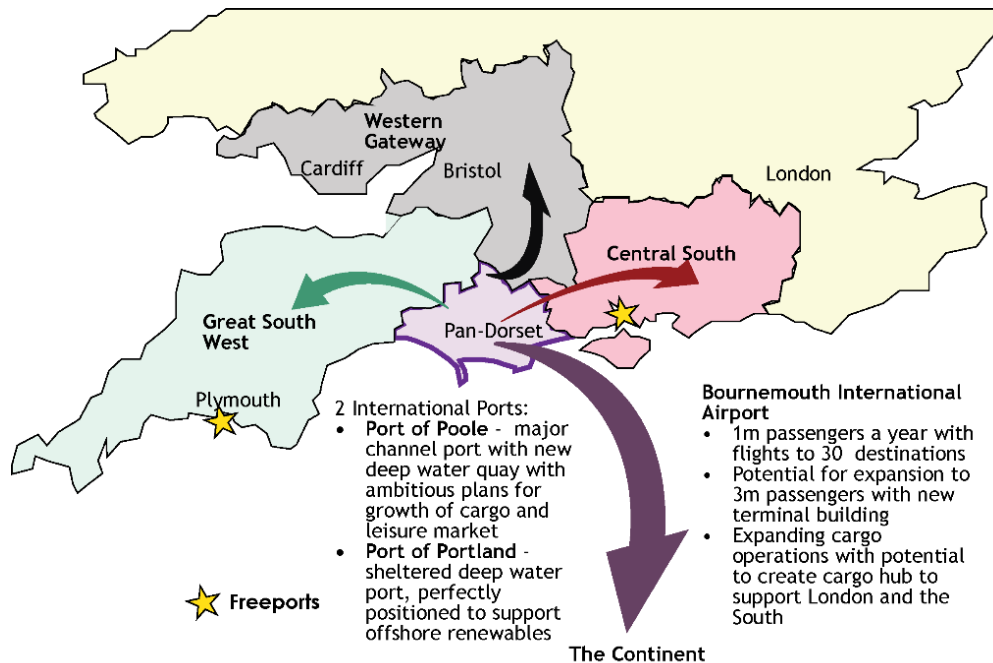 Western
Gateway
Cardiff
Bristol
London
Central South
Great South
West
Pan-Dorset
Plymouth
2 International Ports:
• Port of Poole - major
channel port with new
deep water quay with
ambitious plans for
growth of cargo and
leisure market
• Port of Portland -
sheltered deep water
port, perfectly
positioned to support
offshore renewables
Bournemouth International
Airport
• 1m passengers a year with
flights to 30 destinations
• Potential for expansion to
3m passengers with new
terminal building
• Expanding cargo
operations with potential
to create cargo hub to
support London and the
South
Freeports
The Continent